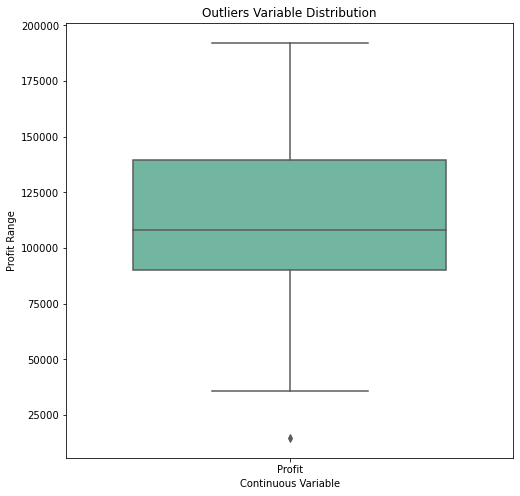 Outliers Variable Distribution
200000
175000
150000
125000
100000
75000
50000
25000
Profit Range
Profit
Continuous Variable